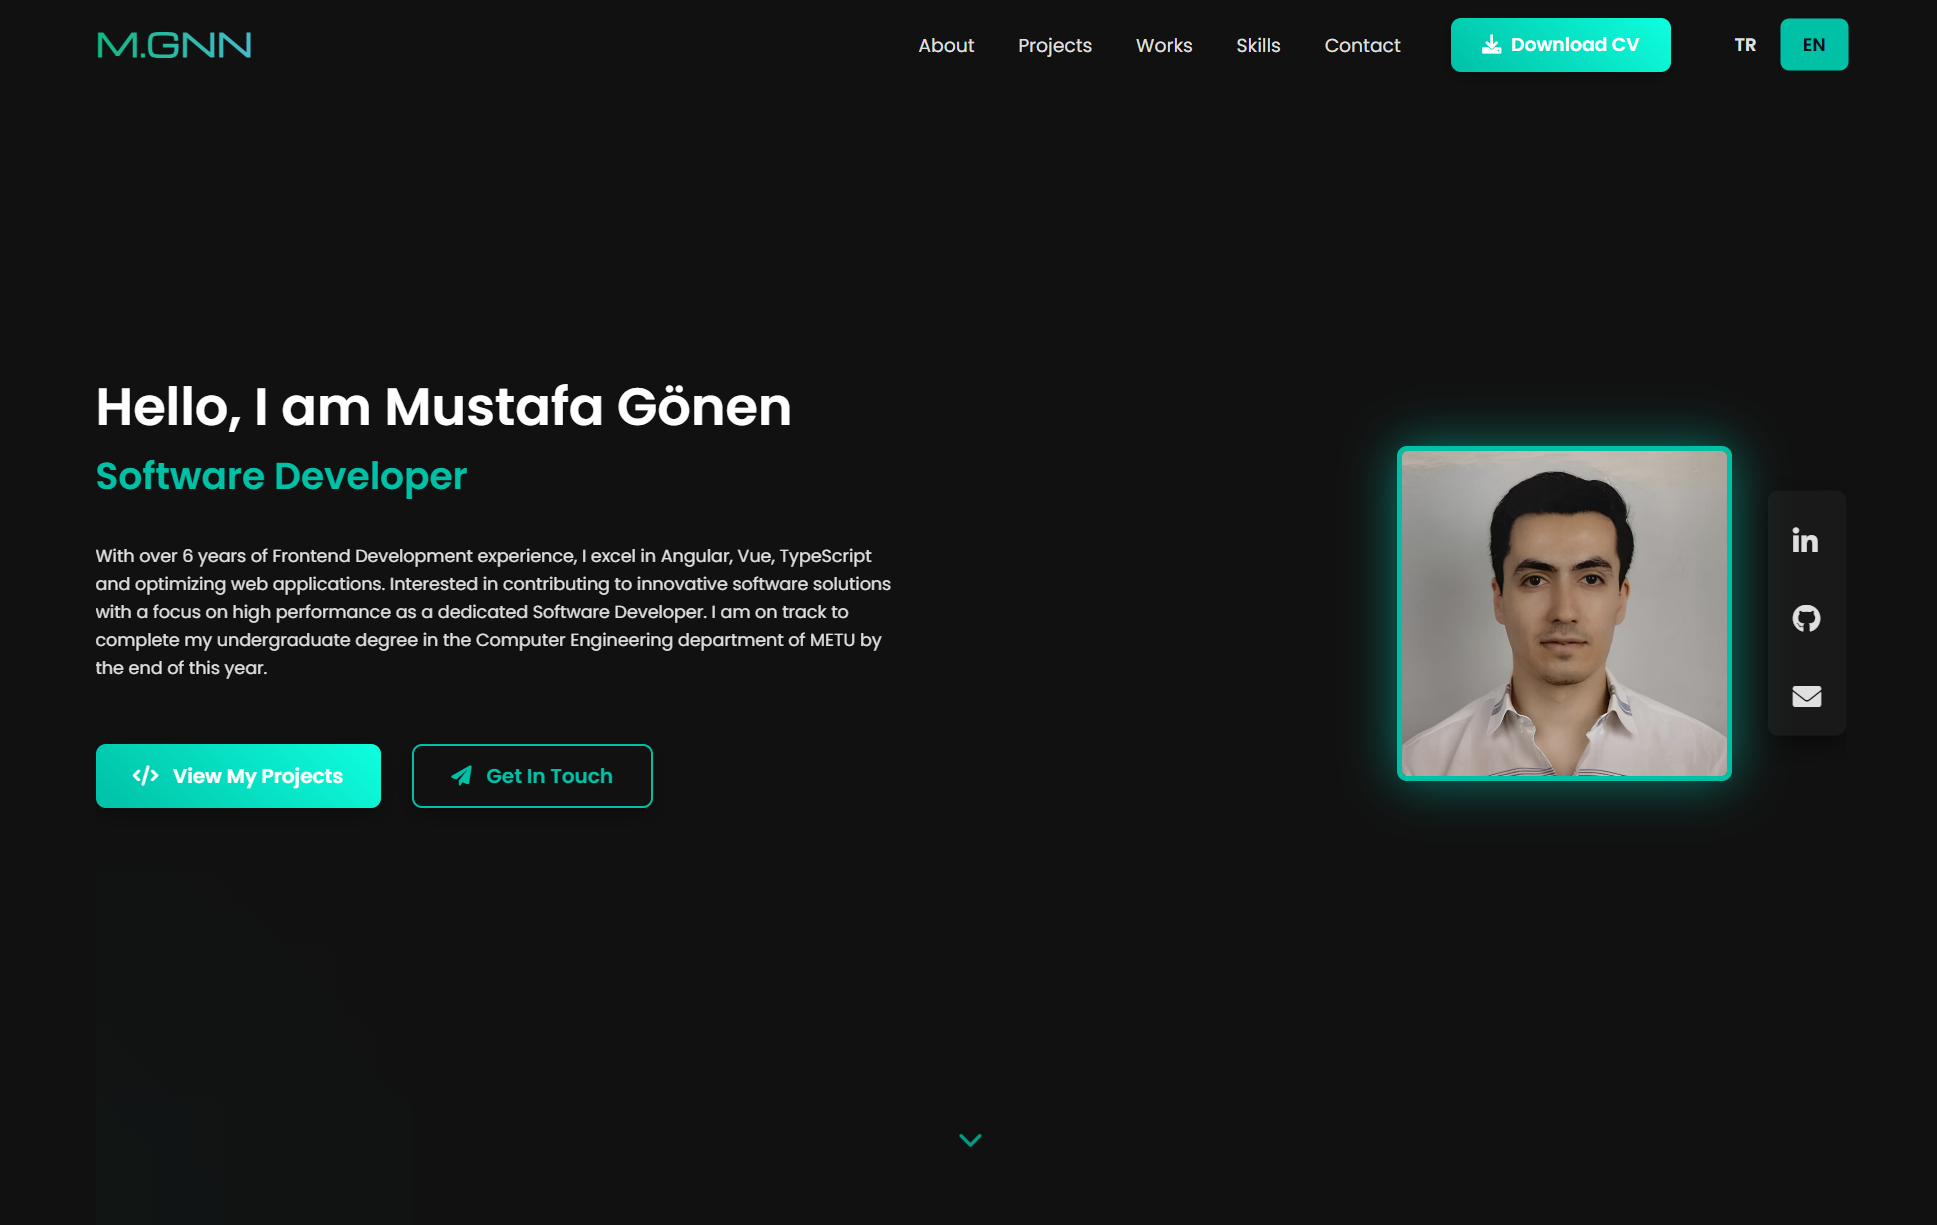 M.GNN
About
Projects
Works
Skills
Contact
Download CV
TR
EN
Hello, I am Mustafa Gönen
Software Developer
With over 6 years of Frontend Development experience, I excel in Angular, Vue, TypeScript
and optimizing web applications. Interested in contributing to innovative software solutions
with a focus on high performance as a dedicated Software Developer. I am on track to
complete my undergraduate degree in the Computer Engineering department of METU by
the end of this year.
in
View My Projects
Get In Touch